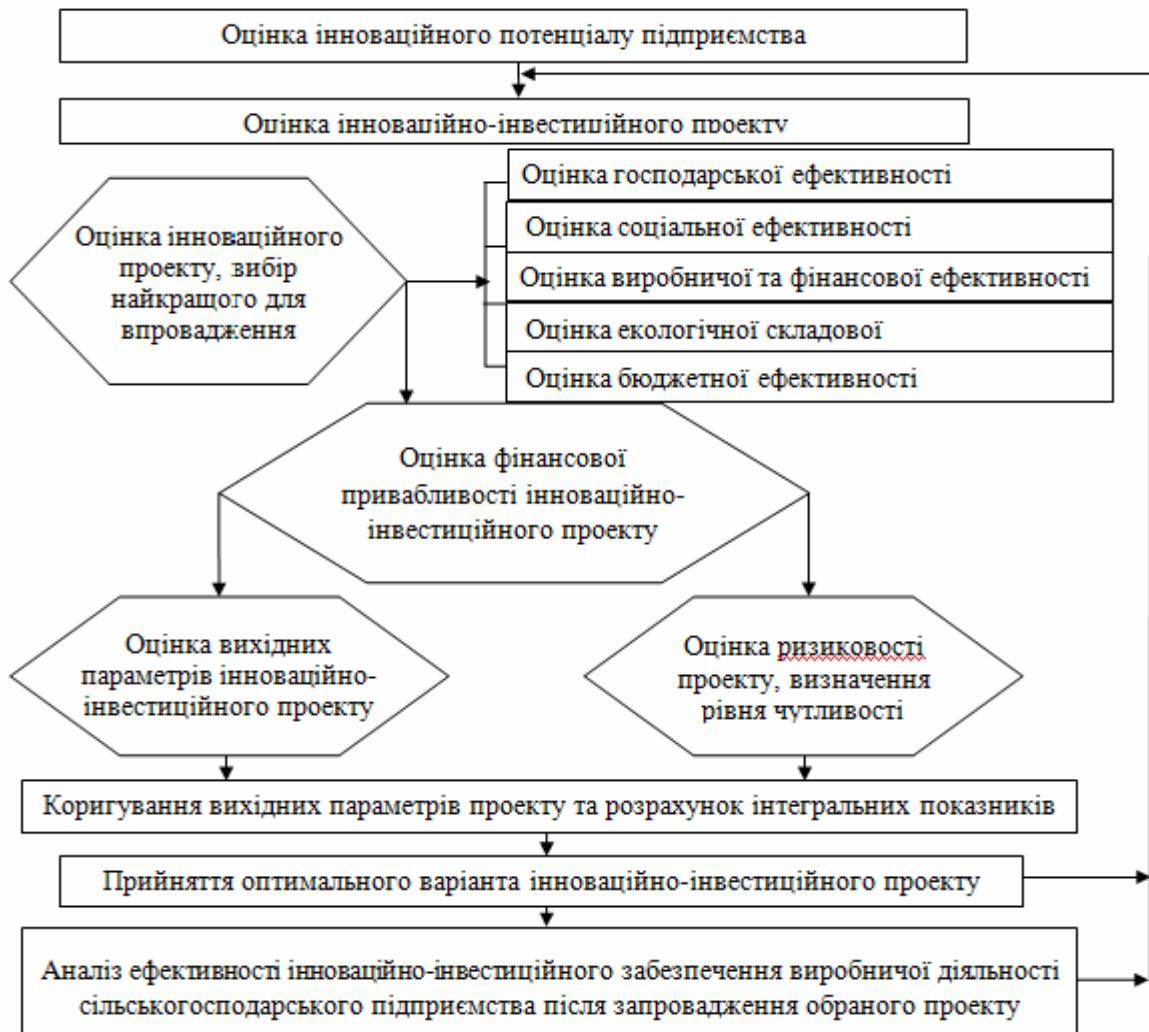 Оцінка інноваційного потенціалу підприємства
Оцінка інноваційно-інвестиційного проекту
Оцінка інноваційного
проекту, вибір
найкращого для
впровадження
Оцінка господарської ефективності
Оцінка соціальної ефективності
Оцінка виробничої та фінансової ефективності
Оцінка екологічної складової
Оцінка бюджетної ефективності
Оцінка фінансової
привабливості інноваційно-
інвестиційного проекту
Оцінка вихідних
параметрів інноваційно-
інвестиційного проекту
Оцінка ризиковості
проекту, визначення
рівня чутливості
Коригування вихідних параметрів проекту та розрахунок інтегральних показників
Прийняття оптимального варіанта інноваційно-інвестиційного проекту
Аналіз ефективності інноваційно-інвестиційного забезпечення виробничої діяльності
сільськогосподарського підприємства після запровадження обраного проекту